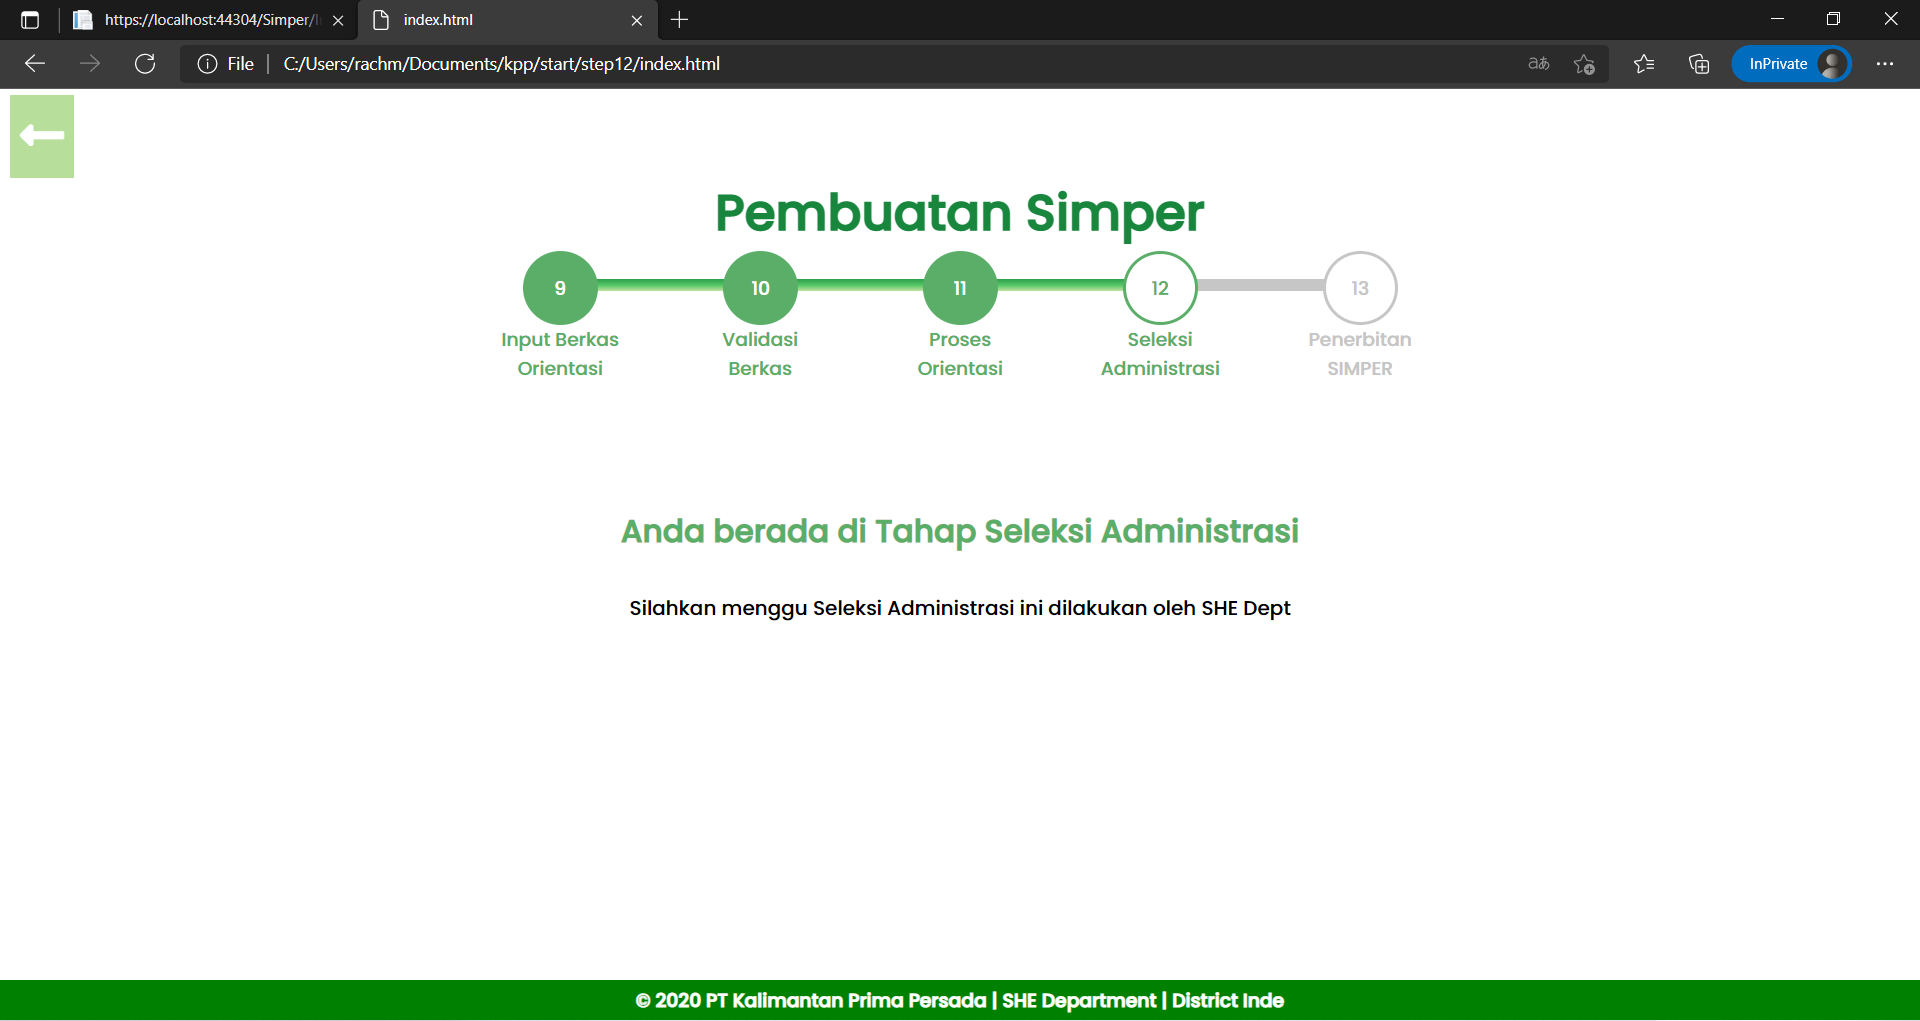 https://localhost:44304/Simper/I
index.html
File
C:/Users/rachm/Documents/kpp/start/step12/index.html
aあ
InPrivate
Pembuatan Simper
9
10
11
12
13
Input Berkas
Orientasi
Validasi
Berkas
Proses
Orientasi
Seleksi
Administrasi
Penerbitan
SIMPER
Anda berada di Tahap Seleksi Administrasi
Silahkan menggu Seleksi Administrasi ini dilakukan oleh SHE Dept
© 2020 PT Kalimantan Prima Persada | SHE Department | District Inde